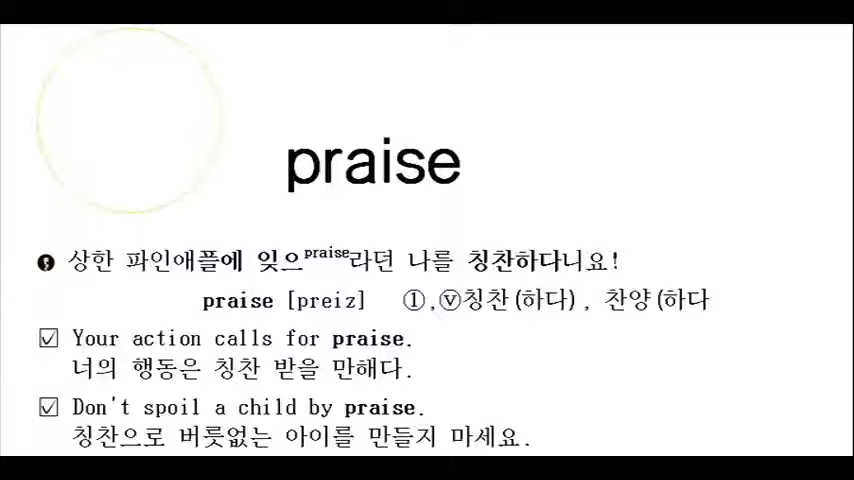 praise
상한 파인애플에 잊으praise라던 나를 칭찬하다니요!
praise [preiz] ①,ⓥ칭찬(하다), 찬양(하다
☑ Your action calls for praise.
너의 행동은 칭찬 받을 만해다.
☑ Don't spoil a child by praise.
칭찬으로 버릇없는 아이를 만들지 마세요.